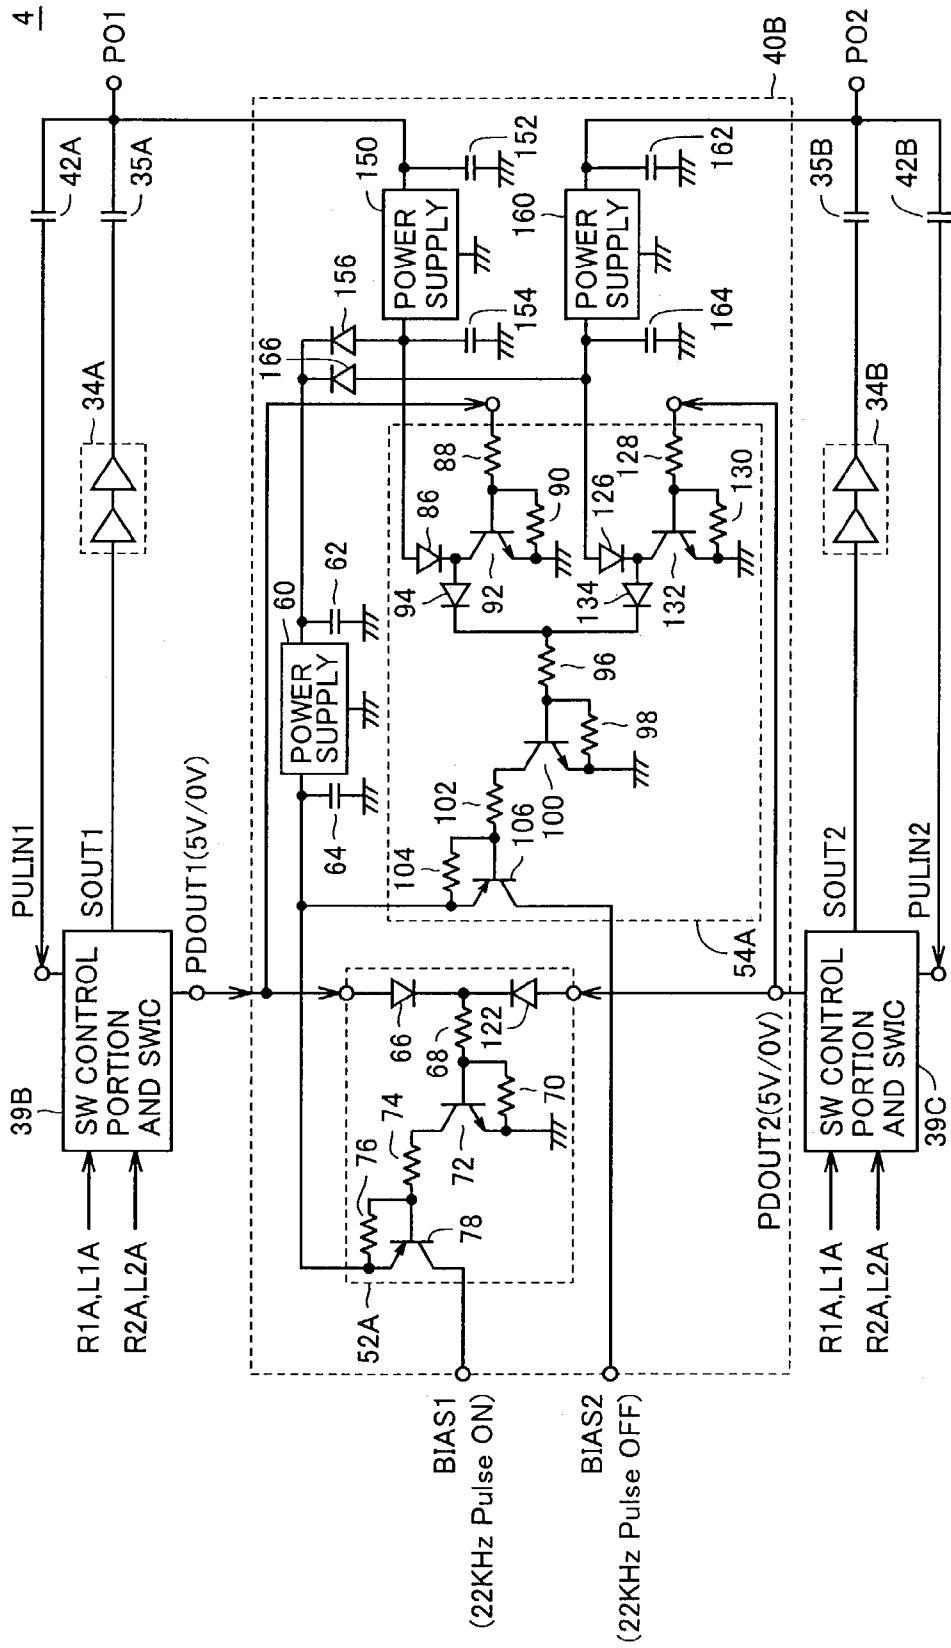 4
PULIN1
42A
PO1
39B
SW CONTROL
PORTION
AND SWIC
SOUT1
34A
35A
R1A,L1A
R2A,L2A
PDOUT1(5V/0V)
40B
60
POWER
SUPPLY
62
64
166
156
150
POWER
SUPPLY
152
154
52A
76
74
78
72
68
66
70
122
104
102
106
100
94
86
88
92
90
96
98
134
126
128
132
130
54A
160
POWER
SUPPLY
162
164
BIAS1
(22KHz Pulse ON)
BIAS2
(22KHz Pulse OFF)
PDOUT2(5V/0V)
R1A,L1A
R2A,L2A
SW CONTROL
PORTION
AND SWIC
39C
SOUT2
34B
35B
PO2
PULIN2
42B